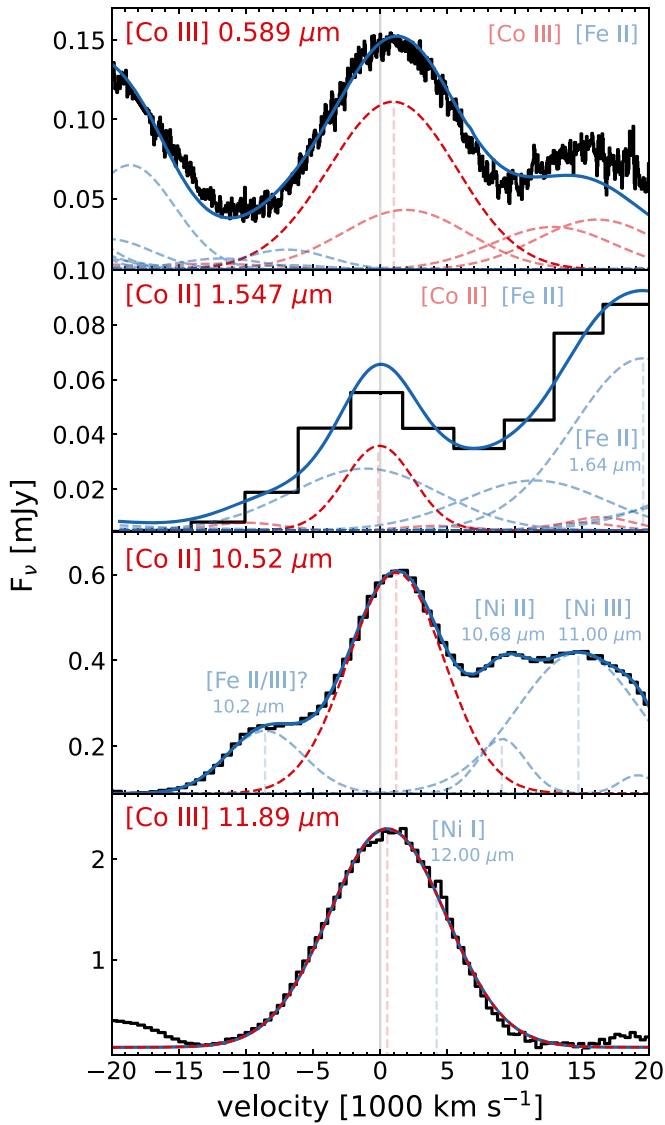 [Co III] 0.589 μm
[Co III] [Fe II]
0.15
0.10
0.05
0.10
[Co II] 1.547 μm
[Co II] [Fe II]
0.08
0.06
0.04
0.02
[Fe II]
1.64 μm
Fν [mJy]
[Co II] 10.52 μm
0.6
0.4
0.2
[Ni II]
10.68 μm
[Ni III]
11.00 μm
[Fe II/III]?
10.2 μm
[Co III] 11.89 μm
[Ni I]
12.00 μm
2
1
−20 −15 −10 −5 0 5 10 15 20
velocity [1000 km s⁻¹]